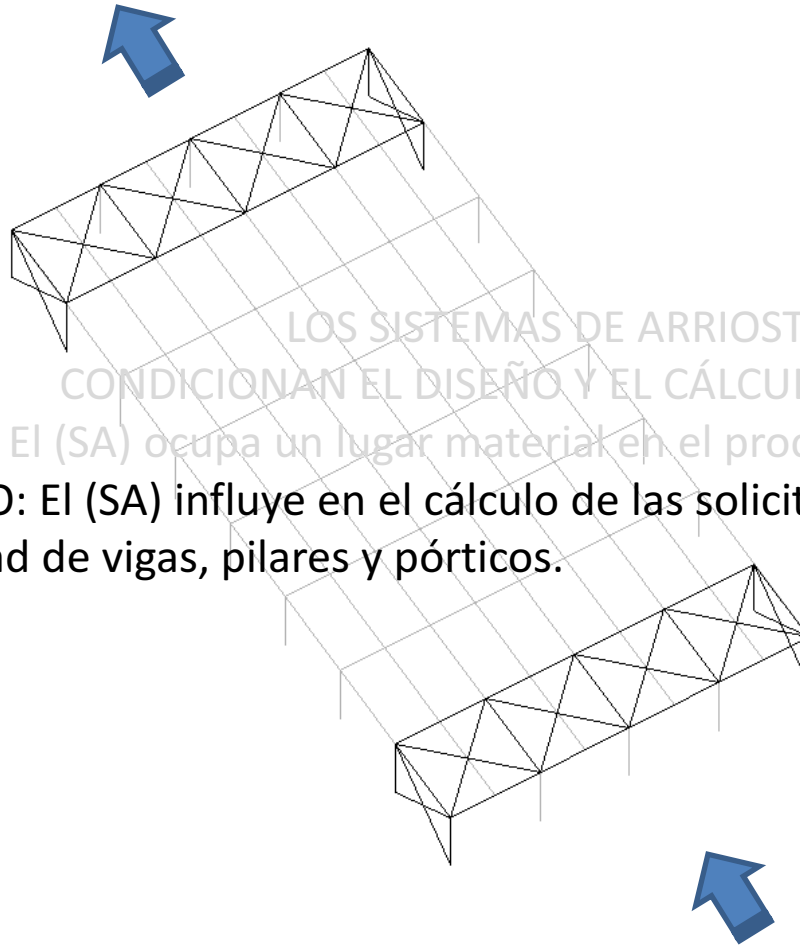 LOS SISTEMAS DE ARRIOST
CONDICIONAN EL DISEÑO Y EL CÁLCUL
El (SA) ocupa un lugar material en el proc
O: El (SA) influye en el cálculo de las solicit
ad de vigas, pilares y pórticos.